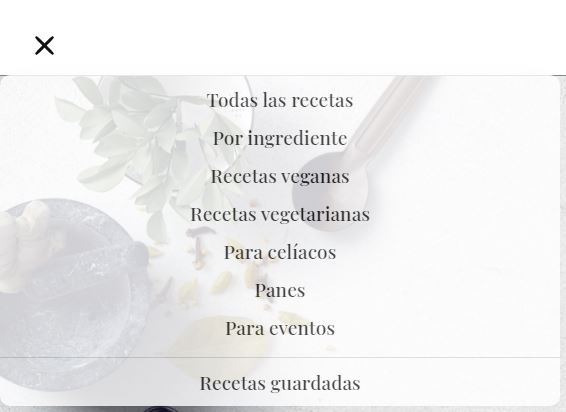 Todas las recetas
Por ingrediente
Recetas veganas
Recetas vegetarianas
Para celíacos
Panes
Para eventos
Recetas guardadas